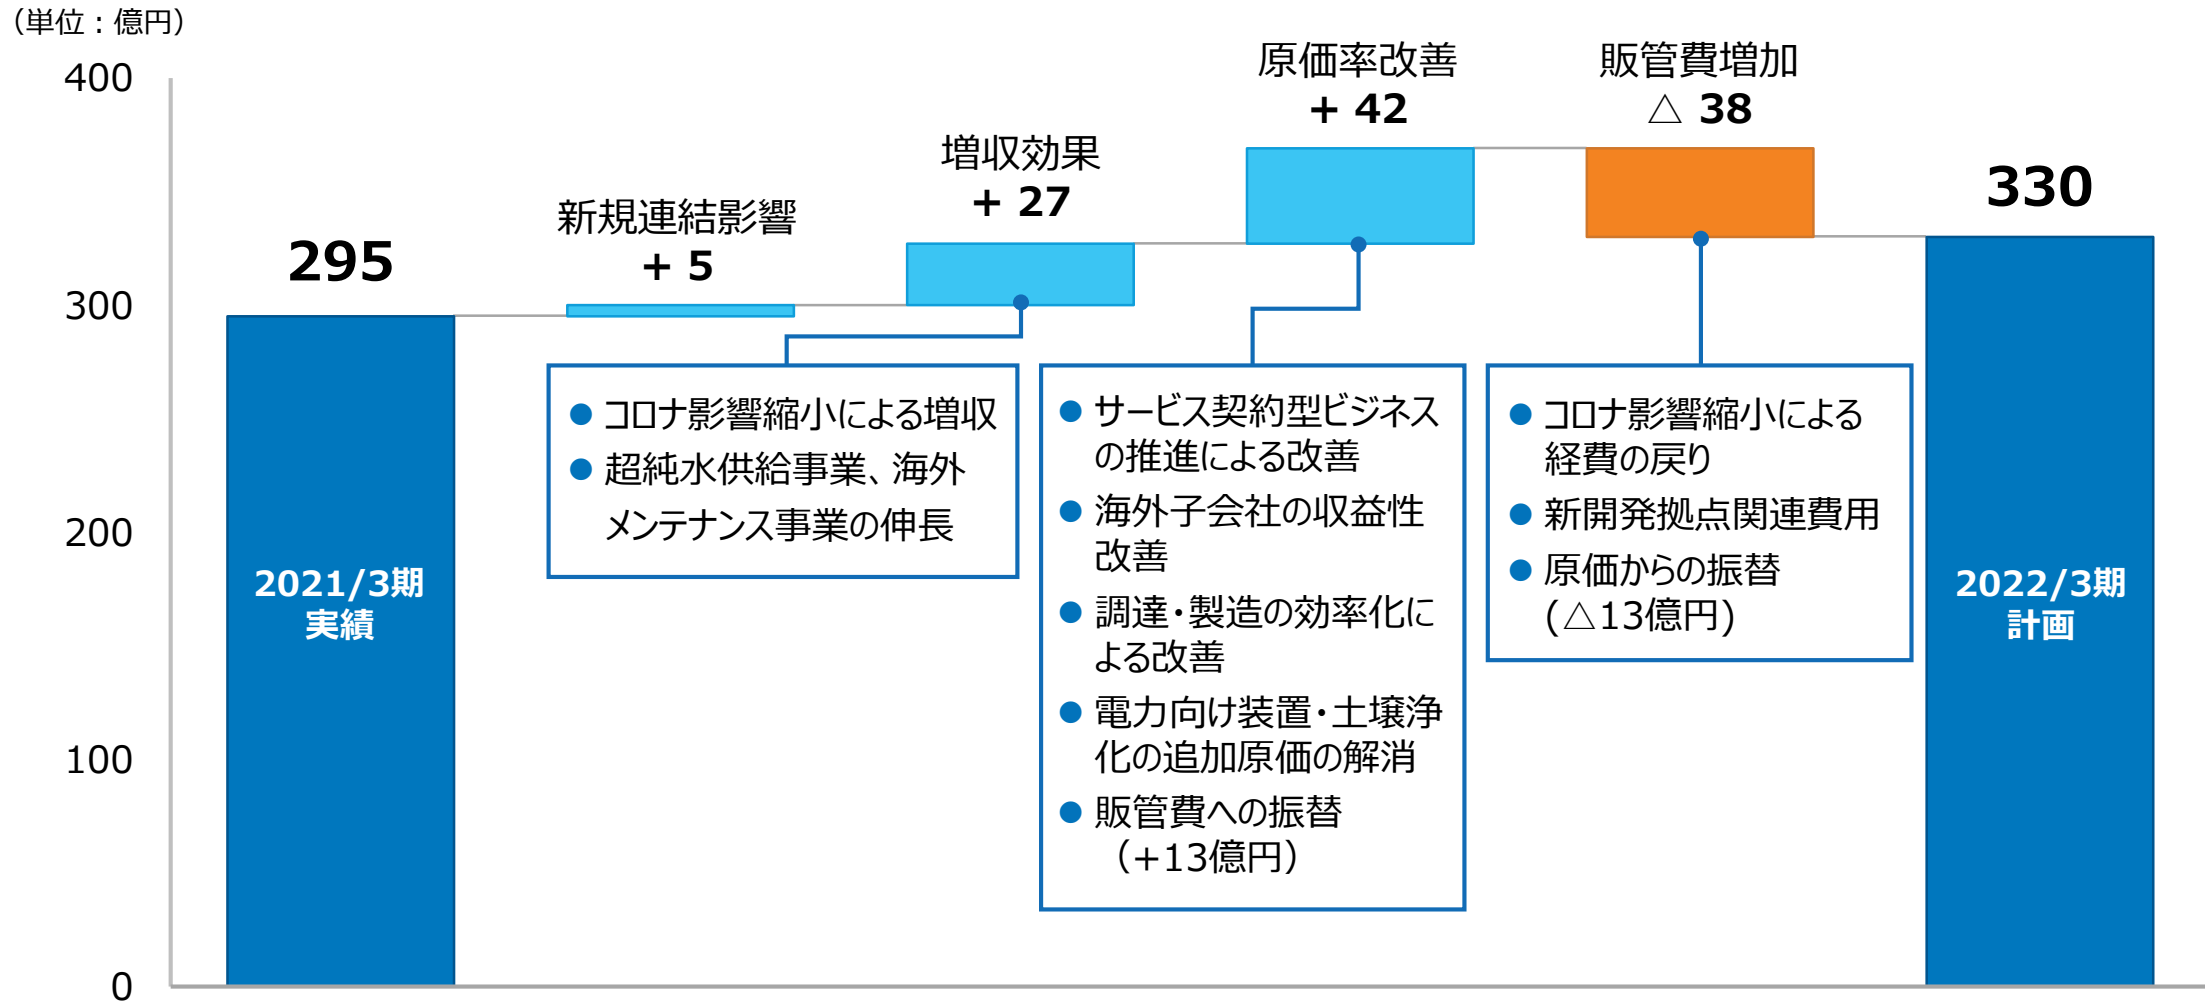 （単位：億円）
400
300
200
100
0
295
2021/3期
実績
新規連結影響
+ 5
増収効果
+ 27
原価率改善
+ 42
販管費増加
△ 38
330
2022/3期
計画
● コロナ影響縮小による増収
● 超純水供給事業、海外
メンテナンス事業の伸長
● サービス契約型ビジネス
の推進による改善
● 海外子会社の収益性
改善
● 調達・製造の効率化に
よる改善
● 電力向け装置・土壌浄
化の追加原価の解消
● 販管費への振替
（+13億円）
● コロナ影響縮小による
経費の戻り
● 新開発拠点関連費用
● 原価からの振替
(△13億円)